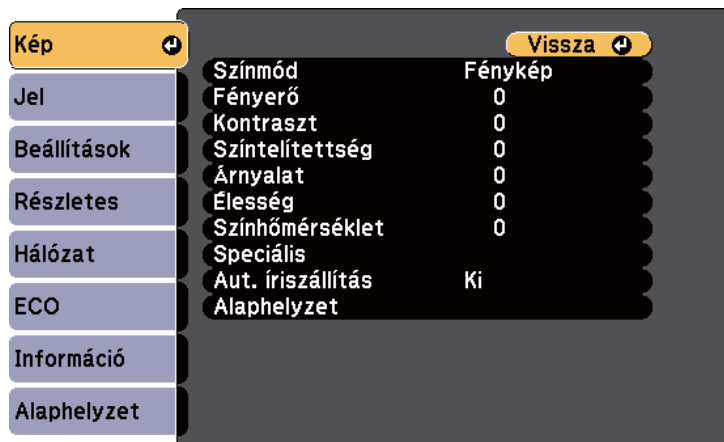 Kép
Jel
Beállítások
Részletes
Hálózat
ECO
Információ
Alaphelyzet
Vissza
Színmód Fénykép
Fényerő 0
Kontraszt 0
Színtelítettség 0
Árnyalat 0
Élesség 0
Színhőmérséklet 0
Speciális
Aut. íriszállítás Ki
Alaphelyzet